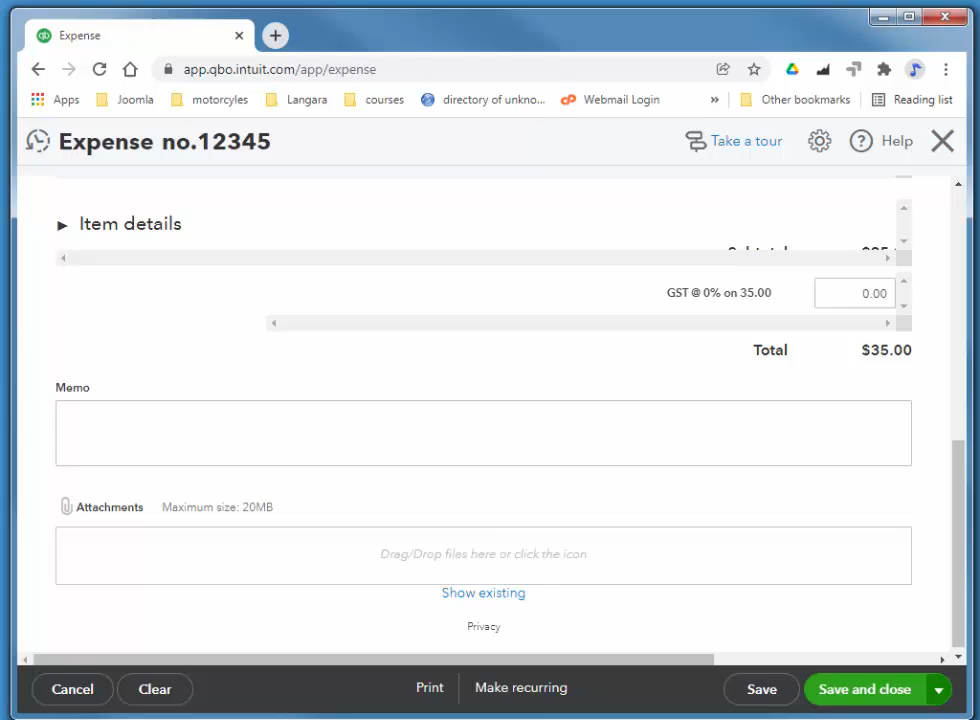 Expense
app.qbo.intuit.com/app/expense
Apps Joomla motorcyles Langara courses directory of unkno... Webmail Login » Other bookmarks Reading list
Expense no.12345 Take a tour Help
Item details
GST @ 0% on 35.00 0.00
Total $35.00
Memo
Attachments Maximum size: 20MB
Drag/Drop files here or click the icon
Show existing
Privacy
Cancel Clear Print Make recurring Save Save and close